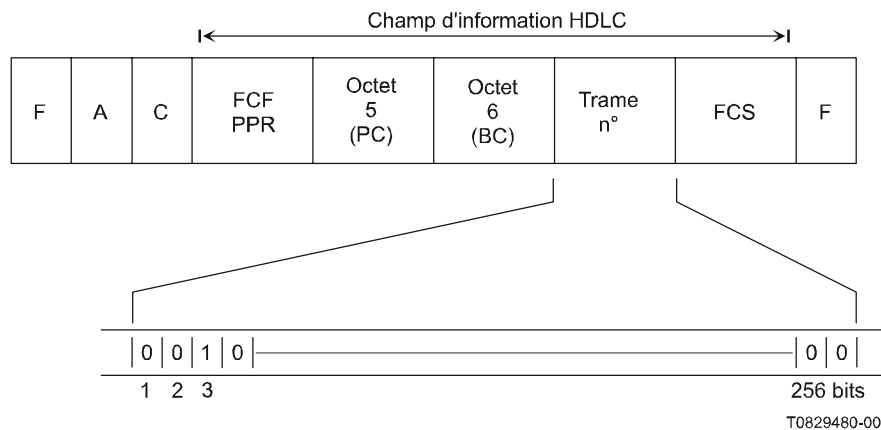 Champ d'information HDLC
F
A
C
FCF
PPR
Octet
5
(PC)
Octet
6
(BC)
Trame
n°
FCS
F
0 0 1 0 0 0
1 2 3 256 bits
T0829480-00